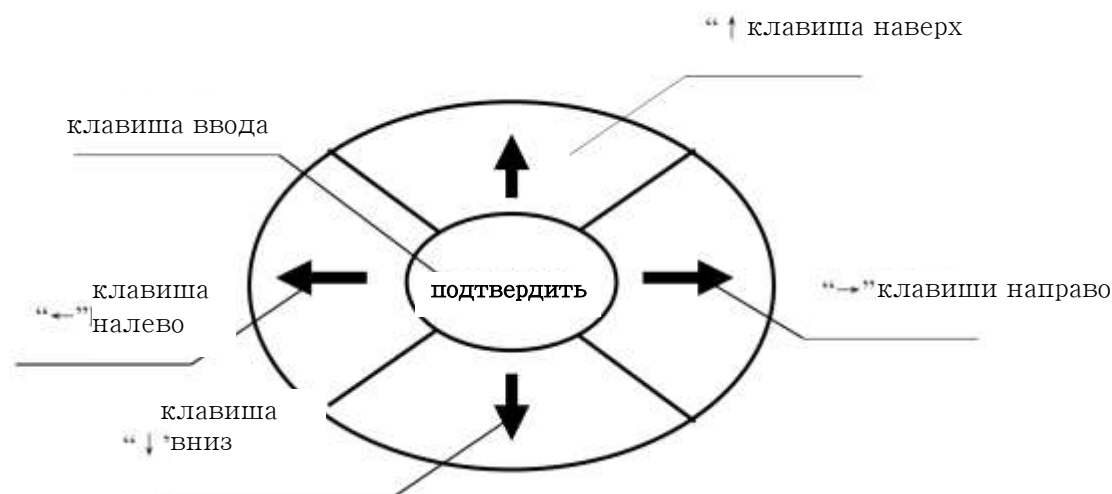 “↑ клавиша наверх
клавиша ввода
подтвердить
клавиша
“←” налево
“→” клавиши направо
клавиша
“↓” вниз